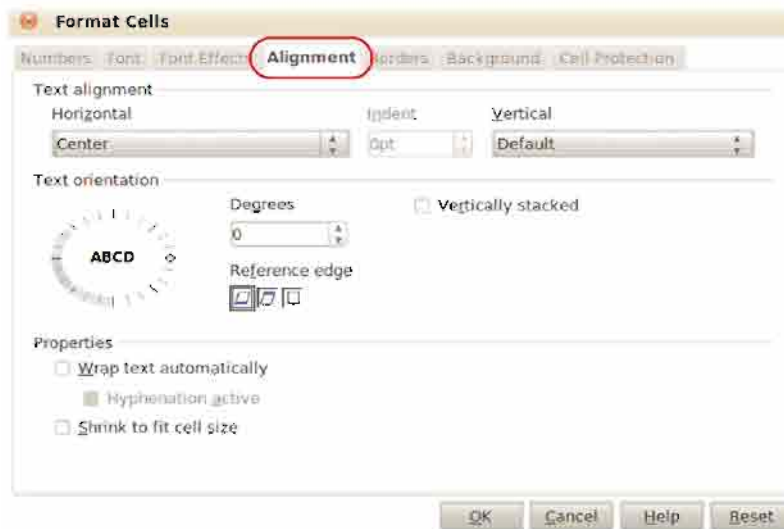 Format Cells
Numbers Font Font Effects Alignment Borders Background Cell Protection
Text alignment
Horizontal Indent Vertical
Center 0pt Default
Text orientation
Degrees Vertically stacked
0
ABCD
Reference edge
Properties
Wrap text automatically
Hyphenation active
Shrink to fit cell size
OK Cancel Help Reset